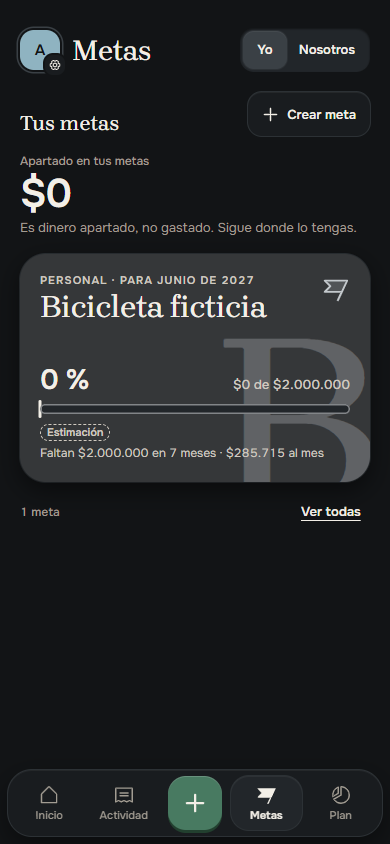 A
Metas
Yo
Nosotros
Tus metas
Crear meta
Apartado en tus metas
$0
Es dinero apartado, no gastado. Sigue donde lo tengas.
PERSONAL · PARA JUNIO DE 2027
Bicicleta ficticia
B
0 %
$0 de $2.000.000
Estimación
Faltan $2.000.000 en 7 meses · $285.715 al mes
1 meta
Ver todas
Inicio
Actividad
Metas
Plan